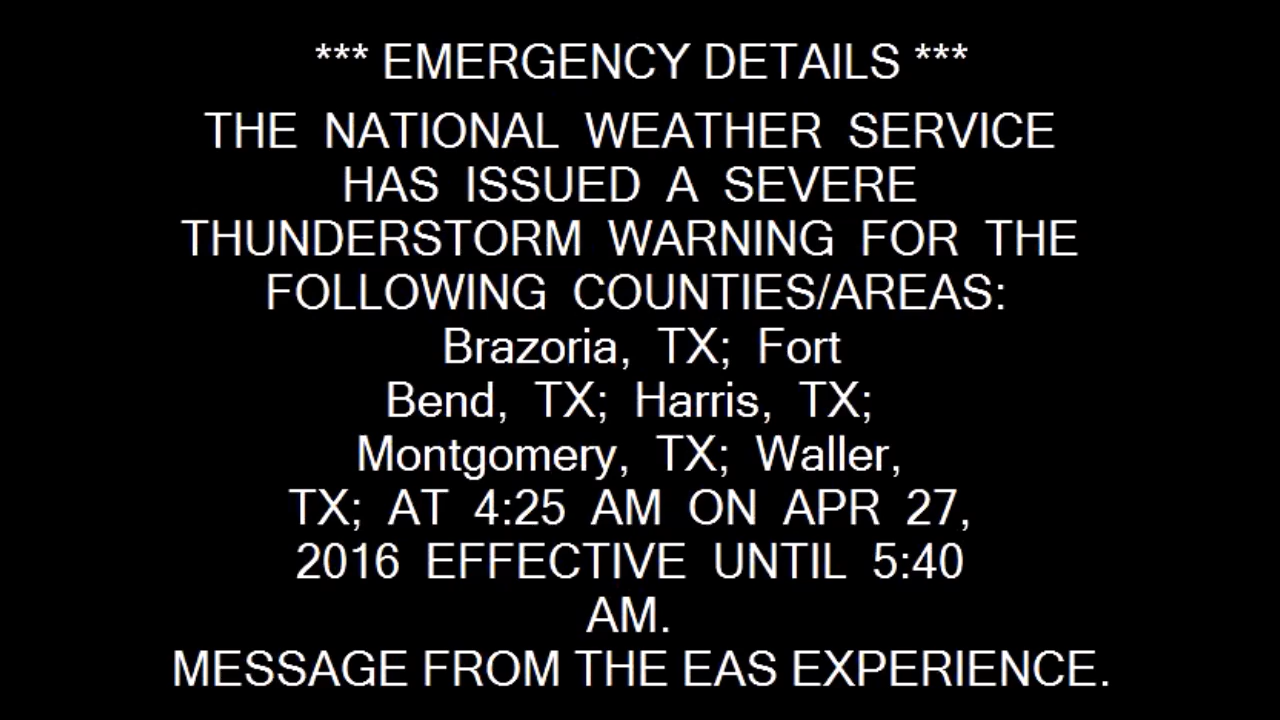 *** EMERGENCY DETAILS ***
THE NATIONAL WEATHER SERVICE
HAS ISSUED A SEVERE
THUNDERSTORM WARNING FOR THE
FOLLOWING COUNTIES/AREAS:
Brazoria, TX; Fort
Bend, TX; Harris, TX;
Montgomery, TX; Waller,
TX; AT 4:25 AM ON APR 27,
2016 EFFECTIVE UNTIL 5:40
AM.
MESSAGE FROM THE EAS EXPERIENCE.